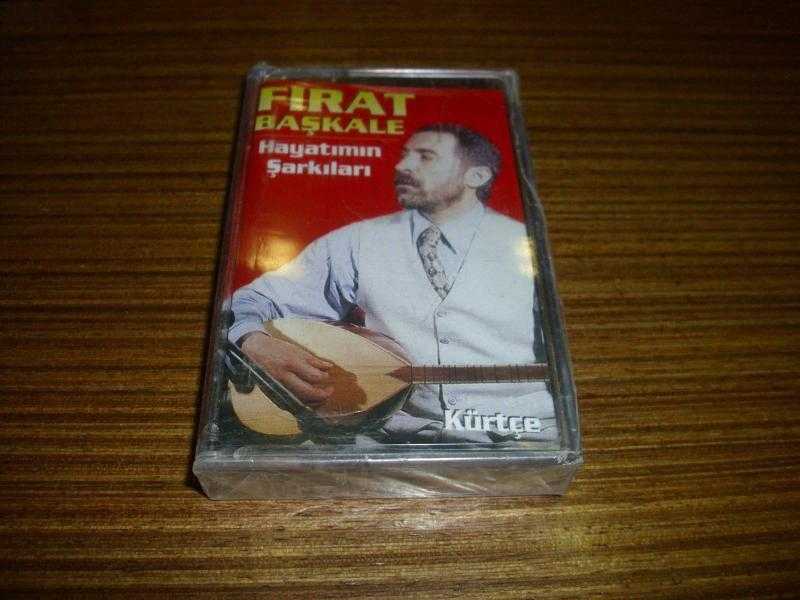 FIRAT
BAŞKALE
Hayatımın
Şarkıları
Kürtçe